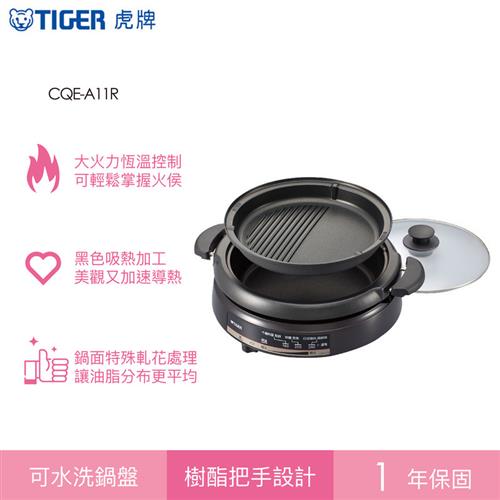 TIGER 虎牌
CQE-A11R
大火力恆溫控制
可輕鬆掌握火侯
黑色吸熱加工
美觀又加速導熱
鍋面特殊軋花處理
讓油脂分布更平均
TIGER
可水洗鍋盤
樹酯把手設計
1 年保固